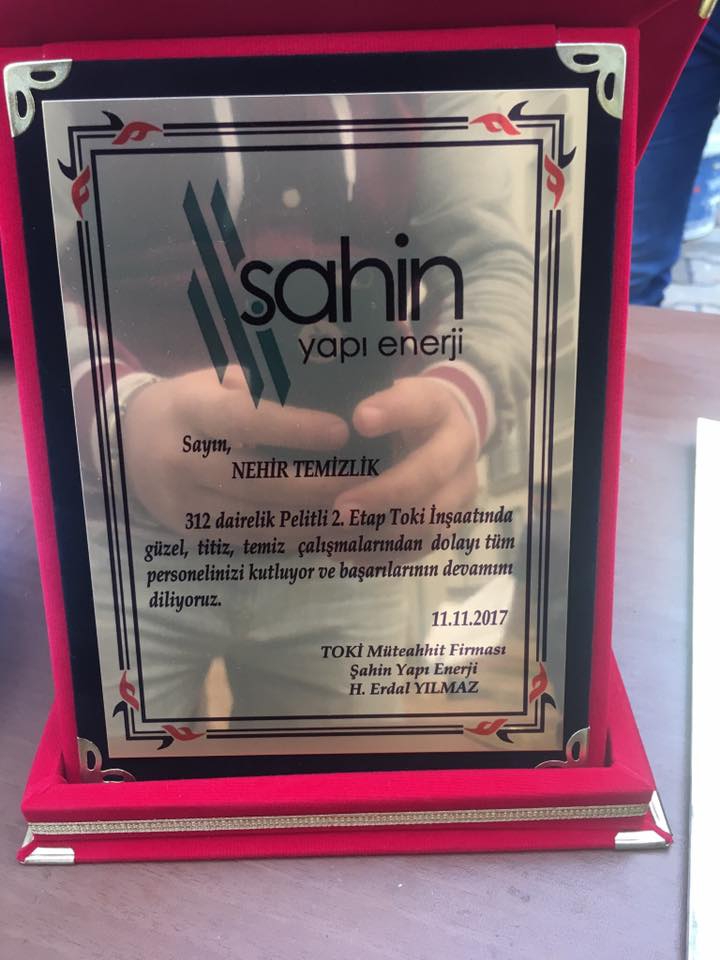 şahin
yapı enerji
Sayın,
NEHİR TEMİZLİK
312 dairelik Pelitli 2. Etap Toki İnşaatında
güzel, titiz, temiz çalışmalarından dolayı tüm
personelinizi kutluyor ve başarılarının devamını
diliyoruz.
11.11.2017
TOKİ Müteahhit Firması
Şahin Yapı Enerji
H. Erdal YILMAZ